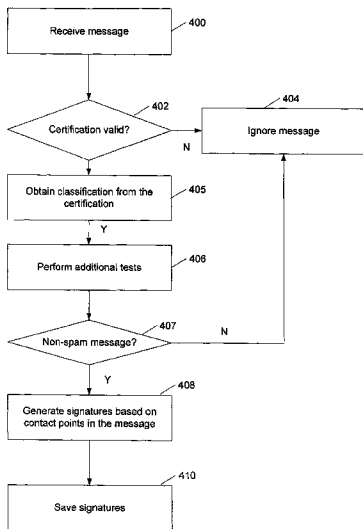 Receive message
400
Certification valid?
402
N
404
Ignore message
Obtain classification from the
certification
405
Y
Perform additional tests
406
Non-spam message?
407
N
Y
408
Generate signatures based on
contact points in the message
410
Save signatures